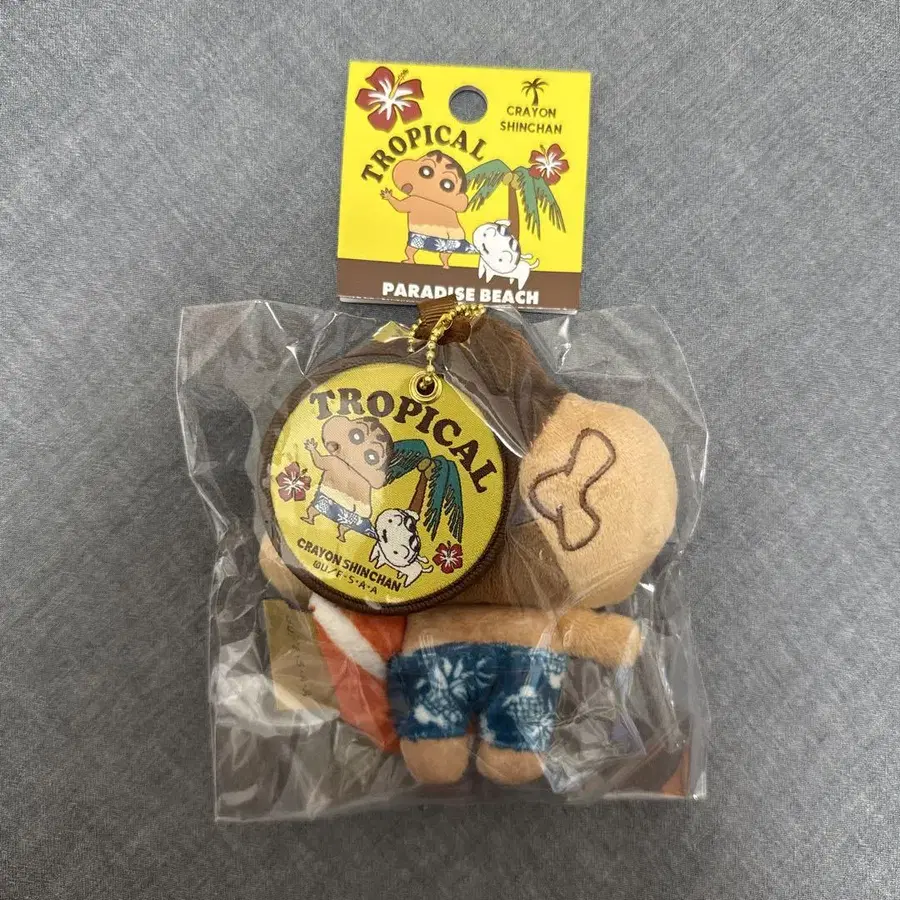 CRAYON
SHINCHAN
TROPICAL
PARADISE BEACH
TROPICAL
CRAYON SHINCHAN
©U/F・S・A・A